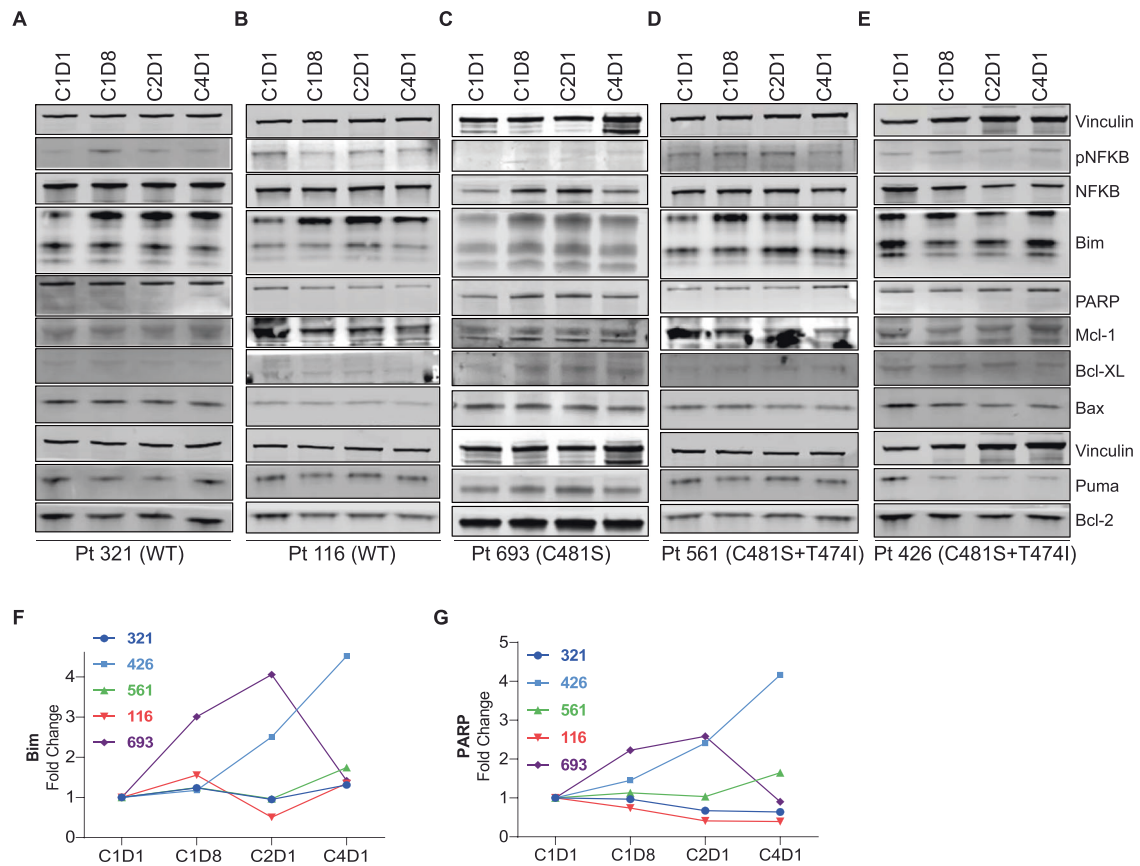 A B C D E
C1D1 C1D8 C2D1 C4D1 C1D1 C1D8 C2D1 C4D1 C1D1 C1D8 C2D1 C4D1 C1D1 C1D8 C2D1 C4D1 C1D1 C1D8 C2D1 C4D1
Vinculin
pNFKB
NFKB
Bim
PARP
Mcl-1
Bcl-XL
Bax
Vinculin
Puma
Bcl-2
Pt 321 (WT) Pt 116 (WT) Pt 693 (C481S) Pt 561 (C481S+T474I) Pt 426 (C481S+T474I)
F
321
426
561
116
693
Bim
Fold Change
4
3
2
1
0
C1D1 C1D8 C2D1 C4D1
G
321
426
561
116
693
PARP
Fold Change
5
4
3
2
1
0
C1D1 C1D8 C2D1 C4D1